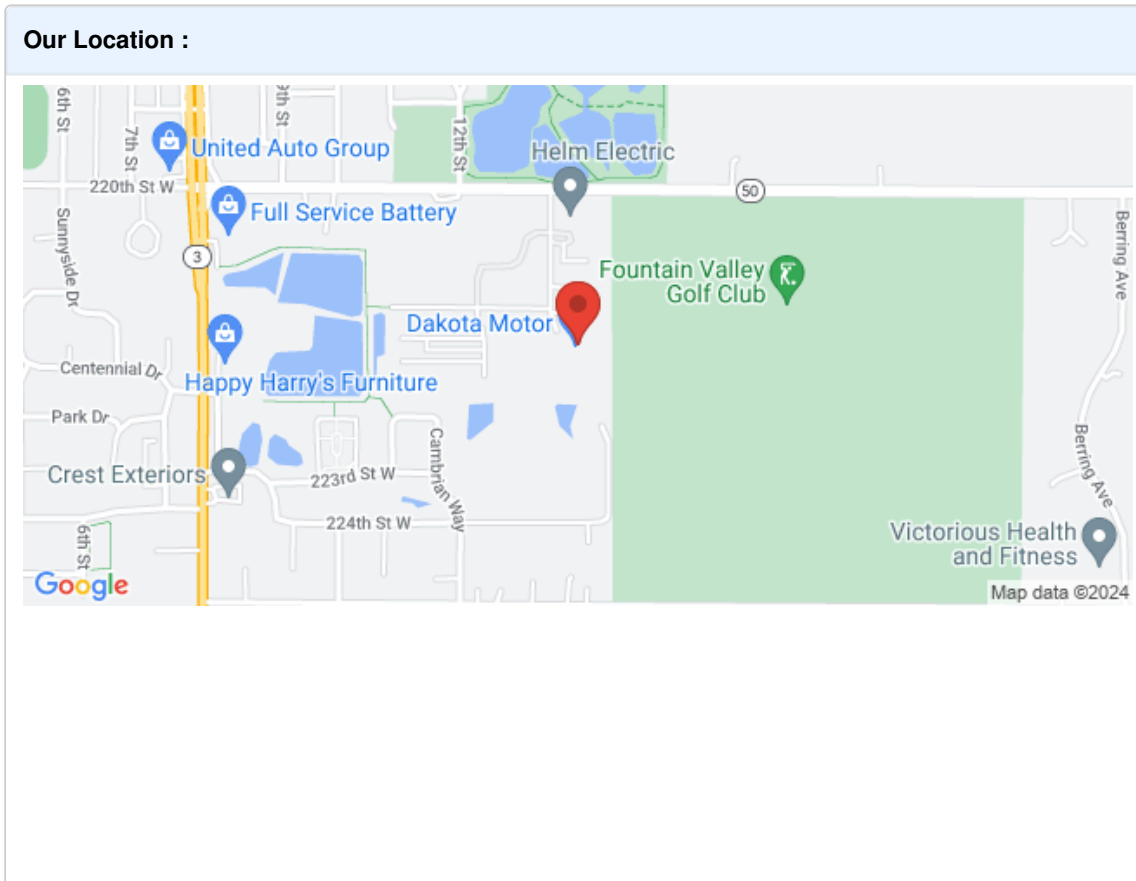 Our Location :
6th St
7th St
9th St
12th St
United Auto Group
Helm Electric
220th St W
50
Full Service Battery
Sunnyside Dr
3
Berring Ave
Fountain Valley
Golf Club
Dakota Motor
Centennial Dr
Happy Harry's Furniture
Park Dr
Cambrian Way
Berring Ave
Crest Exteriors
223rd St W
224th St W
6th St
Victorious Health
and Fitness
Google
Map data ©2024